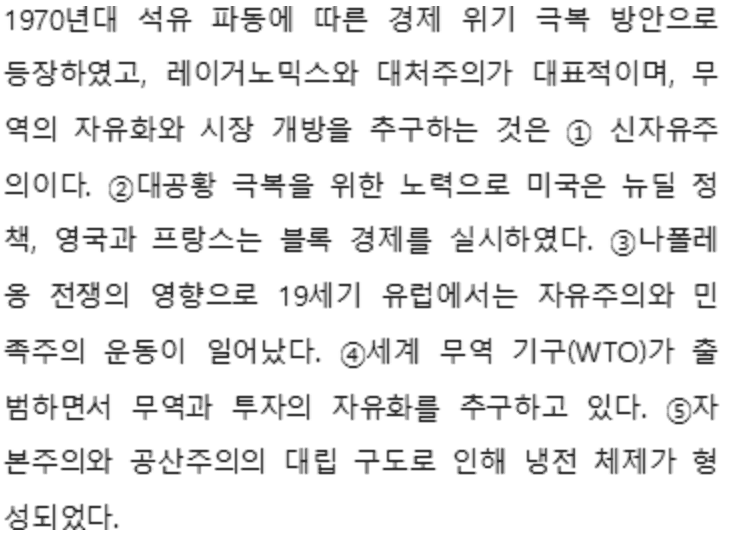 1970년대 석유 파동에 따른 경제 위기 극복 방안으로
등장하였고, 레이거노믹스와 대처주의가 대표적이며, 무
역의 자유화와 시장 개방을 추구하는 것은 ① 신자유주
의이다. ②대공황 극복을 위한 노력으로 미국은 뉴딜 정
책, 영국과 프랑스는 블록 경제를 실시하였다. ③나폴레
옹 전쟁의 영향으로 19세기 유럽에서는 자유주의와 민
족주의 운동이 일어났다. ④세계 무역 기구(WTO)가 출
범하면서 무역과 투자의 자유화를 추구하고 있다. ⑤자
본주의와 공산주의의 대립 구도로 인해 냉전 체제가 형
성되었다.